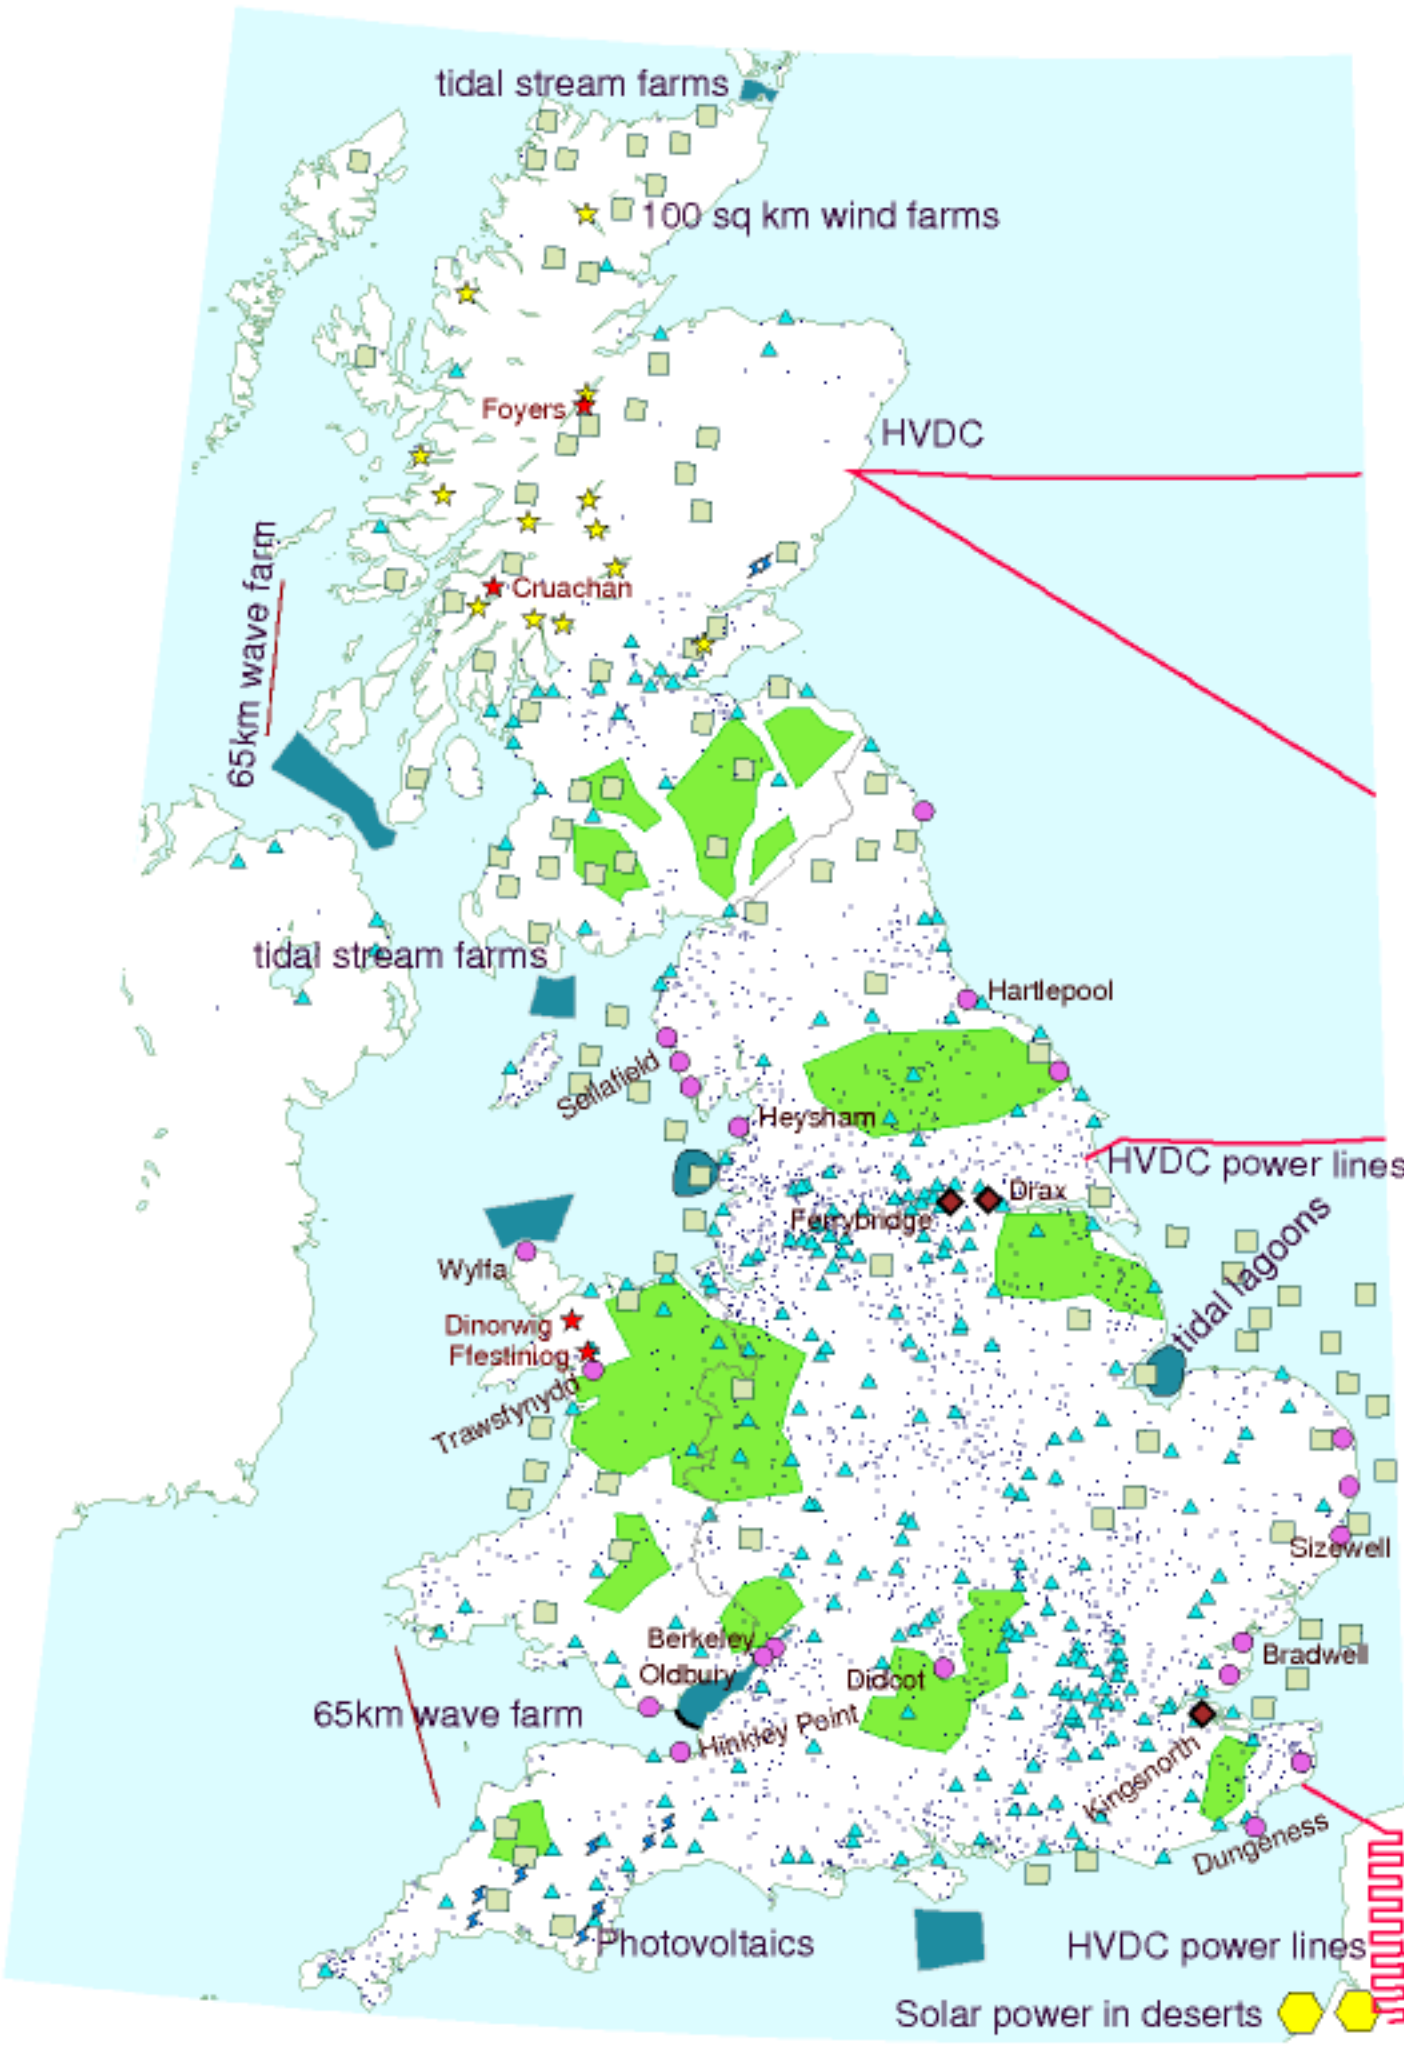 tidal stream farms
100 sq km wind farms
Foyers
HVDC
65km wave farm
Cruachan
tidal stream farms
Hartlepool
Sellafield
Heysham
HVDC power lines
Drax
Ferrybridge
tidal lagoons
Wylfa
Dinorwig
Ffestiniog
Trawsfynydd
Sizewell
Berkeley
Oldbury
Didcot
Bradwell
65km wave farm
Hinkley Point
Kingsnorth
Dungeness
Photovoltaics
HVDC power lines
Solar power in deserts